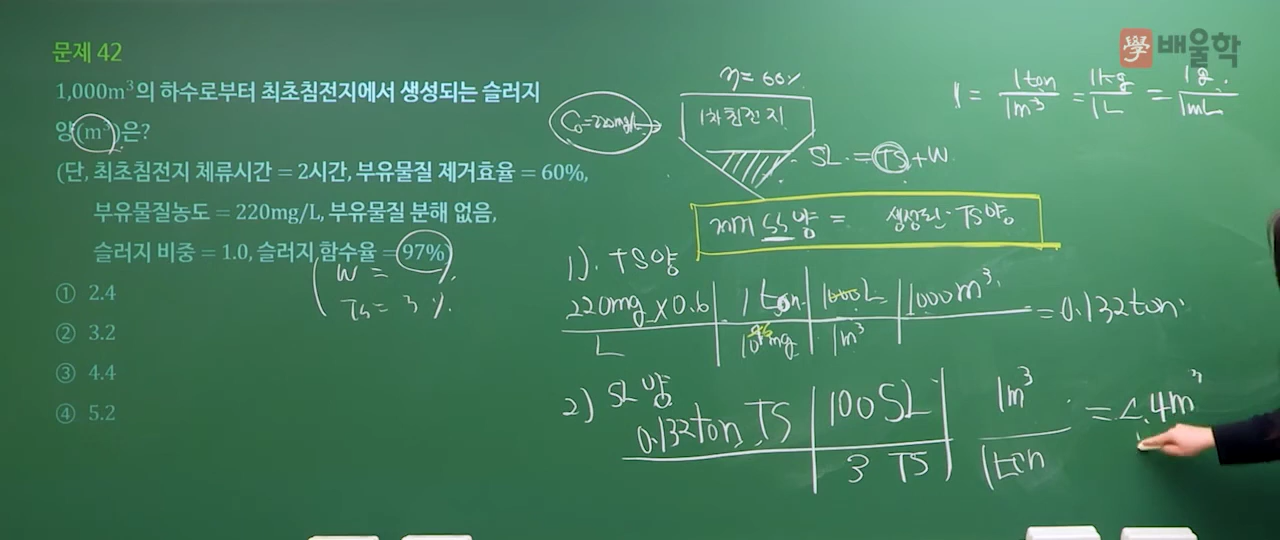 문제 42
1,000m³의 하수로부터 최초침전지에서 생성되는 슬러지
양(m³)은?
(단, 최초침전지 체류시간 = 2시간, 부유물질 제거효율 = 60%,
부유물질농도 = 220mg/L, 부유물질 분해 없음,
슬러지 비중 = 1.0, 슬러지 함수율 = 97%)
① 2.4
② 3.2
③ 4.4
④ 5.2
W = %
TS = 3 %
學 배울학
η = 60%
C₀=220mg/L
1차침전지
SL = TS + W
1 = 1ton/1m³ = 1kg/1L = 1g/1mL
제거 SS양 = 생성된 TS양
1). TS양
220mg × 0.6 | 1 ton | 1000L | 1000m³ = 0.132ton
L | mg | 1m³
2) SL양
0.132ton TS | 100 SL | 1m³ = 4.4m³
3 TS | 1ton